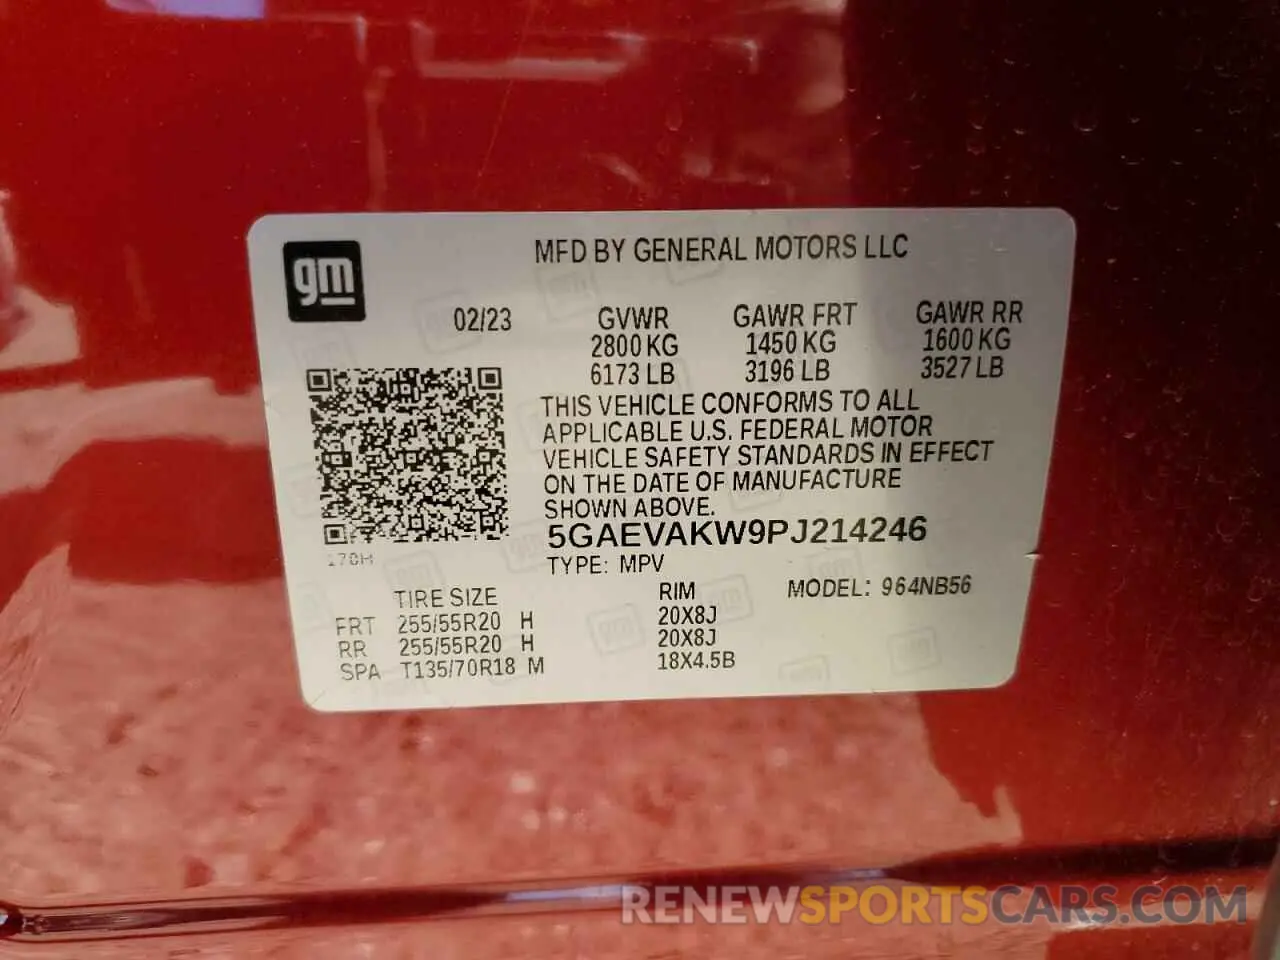 gm
MFD BY GENERAL MOTORS LLC
02/23 GVWR GAWR FRT GAWR RR
2800 KG 1450 KG 1600 KG
6173 LB 3196 LB 3527 LB
THIS VEHICLE CONFORMS TO ALL
APPLICABLE U.S. FEDERAL MOTOR
VEHICLE SAFETY STANDARDS IN EFFECT
ON THE DATE OF MANUFACTURE
SHOWN ABOVE.
5GAEVAKW9PJ214246
TYPE: MPV
TIRE SIZE RIM MODEL: 964NB56
FRT 255/55R20 H 20X8J
RR 255/55R20 H 20X8J
SPA T135/70R18 M 18X4.5B
RENEWSPORTSCARS.COM